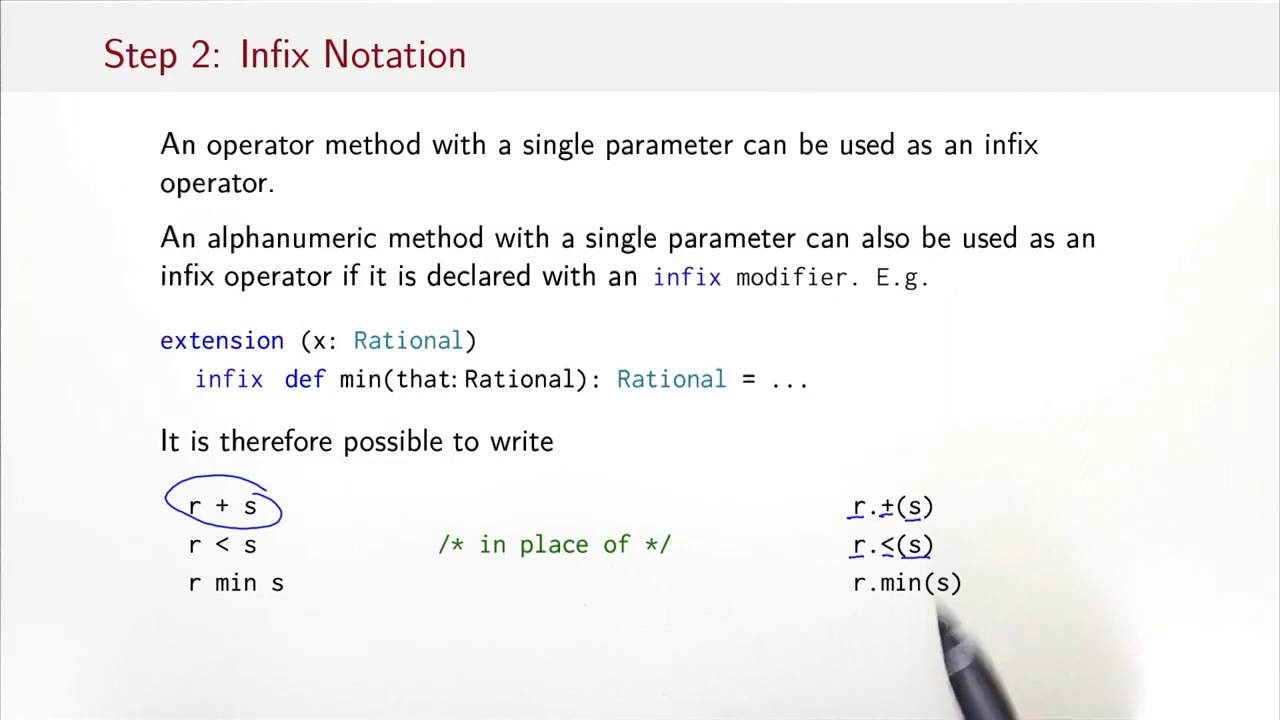 Step 2: Infix Notation
An operator method with a single parameter can be used as an infix
operator.
An alphanumeric method with a single parameter can also be used as an
infix operator if it is declared with an infix modifier. E.g.
extension (x: Rational)
infix def min(that: Rational): Rational = ...
It is therefore possible to write
r + s r.+(s)
r < s /* in place of */ r.<(s)
r min s r.min(s)